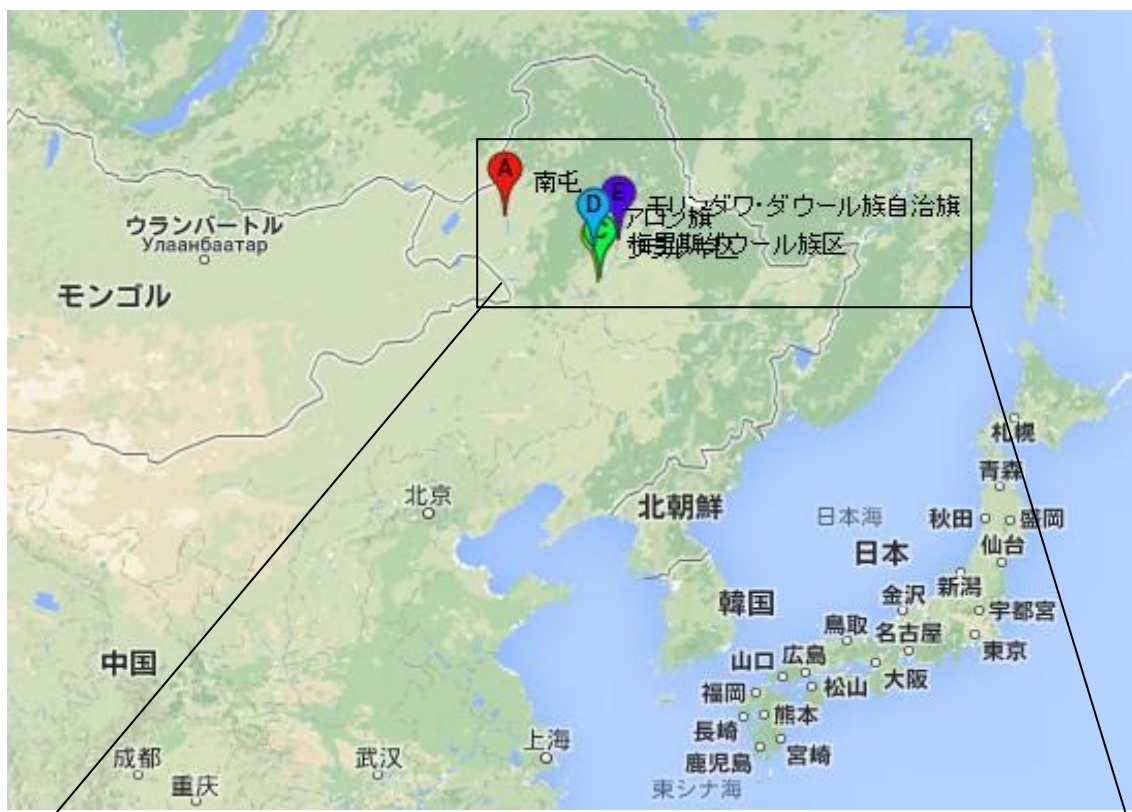 A
南屯
E
D
モリンダワ・ダウール族自治旗
アロン旗
C
ウランバートル
Улаанбаатар
モンゴル
札幌
青森
北京
北朝鮮
日本海
秋田
盛岡
日本
仙台
新潟
韓国
金沢
宇都宮
鳥取
名古屋
東京
中国
山口
広島
大阪
福岡
松山
長崎
熊本
上海
成都
武汉
鹿児島
宮崎
重庆
東シナ海